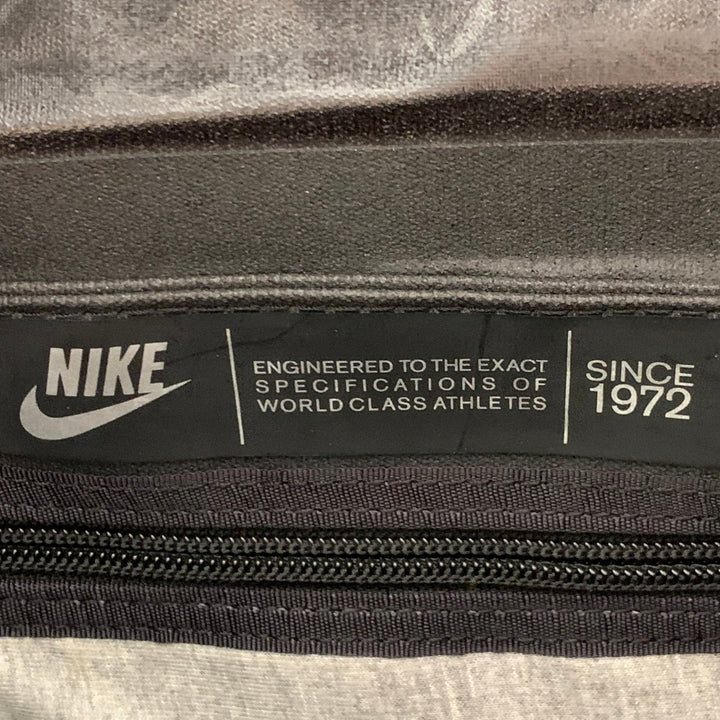 NIKE
ENGINEERED TO THE EXACT
SPECIFICATIONS OF
WORLD CLASS ATHLETES
SINCE
1972